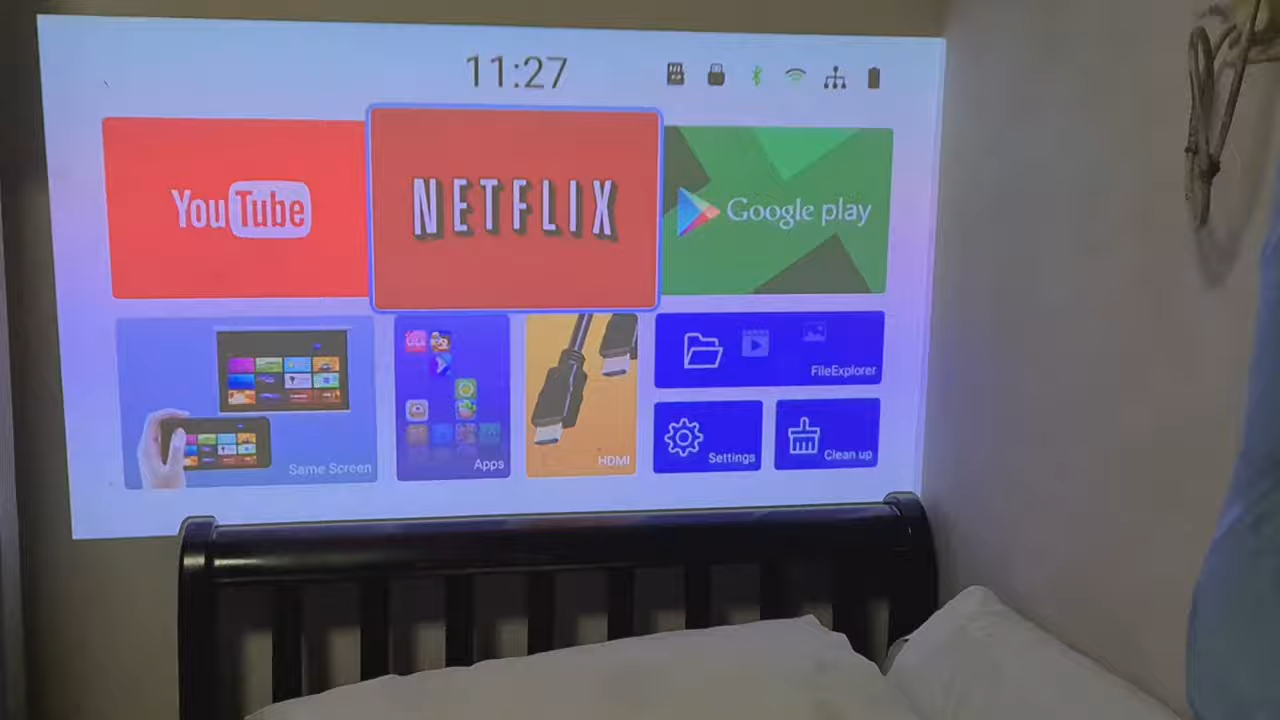 11:27
YouTube
NETFLIX
Google play
FileExplorer
Same Screen
Apps
HDMI
Settings
Clean up